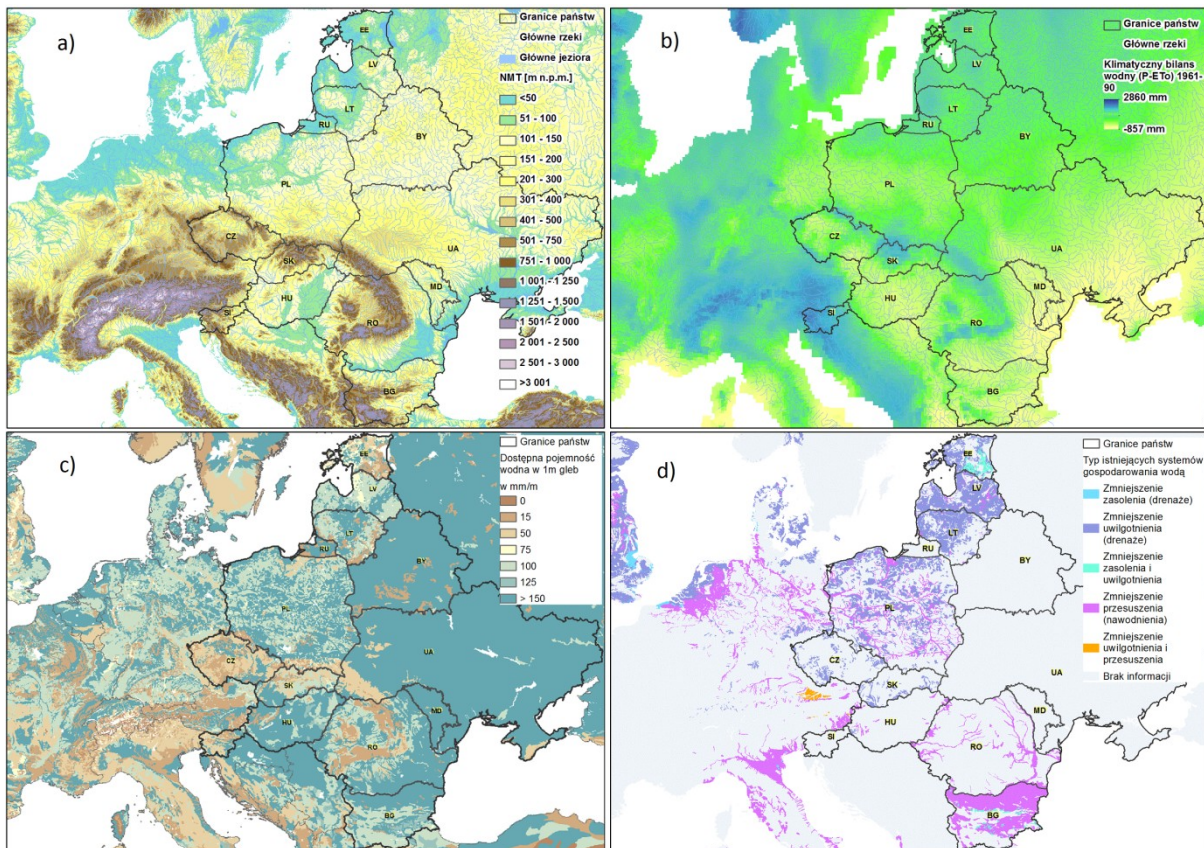 a)
Granice państw
Główne rzeki
Główne jeziora
NMT [m n.p.m.]
<50
51 - 100
101 - 150
151 - 200
201 - 300
301 - 400
401 - 500
501 - 750
751 - 1 000
1 001 - 1 250
1 251 - 1 500
1 501 - 2 000
2 001 - 2 500
2 501 - 3 000
>3 001
EE
LV
LT
RU
BY
PL
CZ
SK
UA
HU
MD
SI
RO
BG
b)
Granice państw
Główne rzeki
Klimatyczny bilans
wodny (P-ETo) 1961-
90
2860 mm
-857 mm
EE
LV
LT
RU
BY
PL
CZ
SK
UA
HU
MD
SI
RO
BG
c)
Granice państw
Dostępna pojemność
wodna w 1m gleb
w mm/m
0
15
50
75
100
125
> 150
EE
LV
LT
RU
BY
PL
CZ
SK
UA
HU
MD
RO
BG
d)
Granice państw
Typ istniejących systemów
gospodarowania wodą
Zmniejszenie
zasolenia (drenaże)
Zmniejszenie
uwilgotnienia
(drenaze)
Zmniejszenie
zasolenia i
uwilgotnienia
Zmniejszenie
przesuszenia
(nawodnienia)
Zmniejszenie
uwilgotnienia i
przesuszenia
Brak informacji
EE
LV
LT
RU
BY
PL
CZ
SK
UA
HU
MD
SI
RO
BG